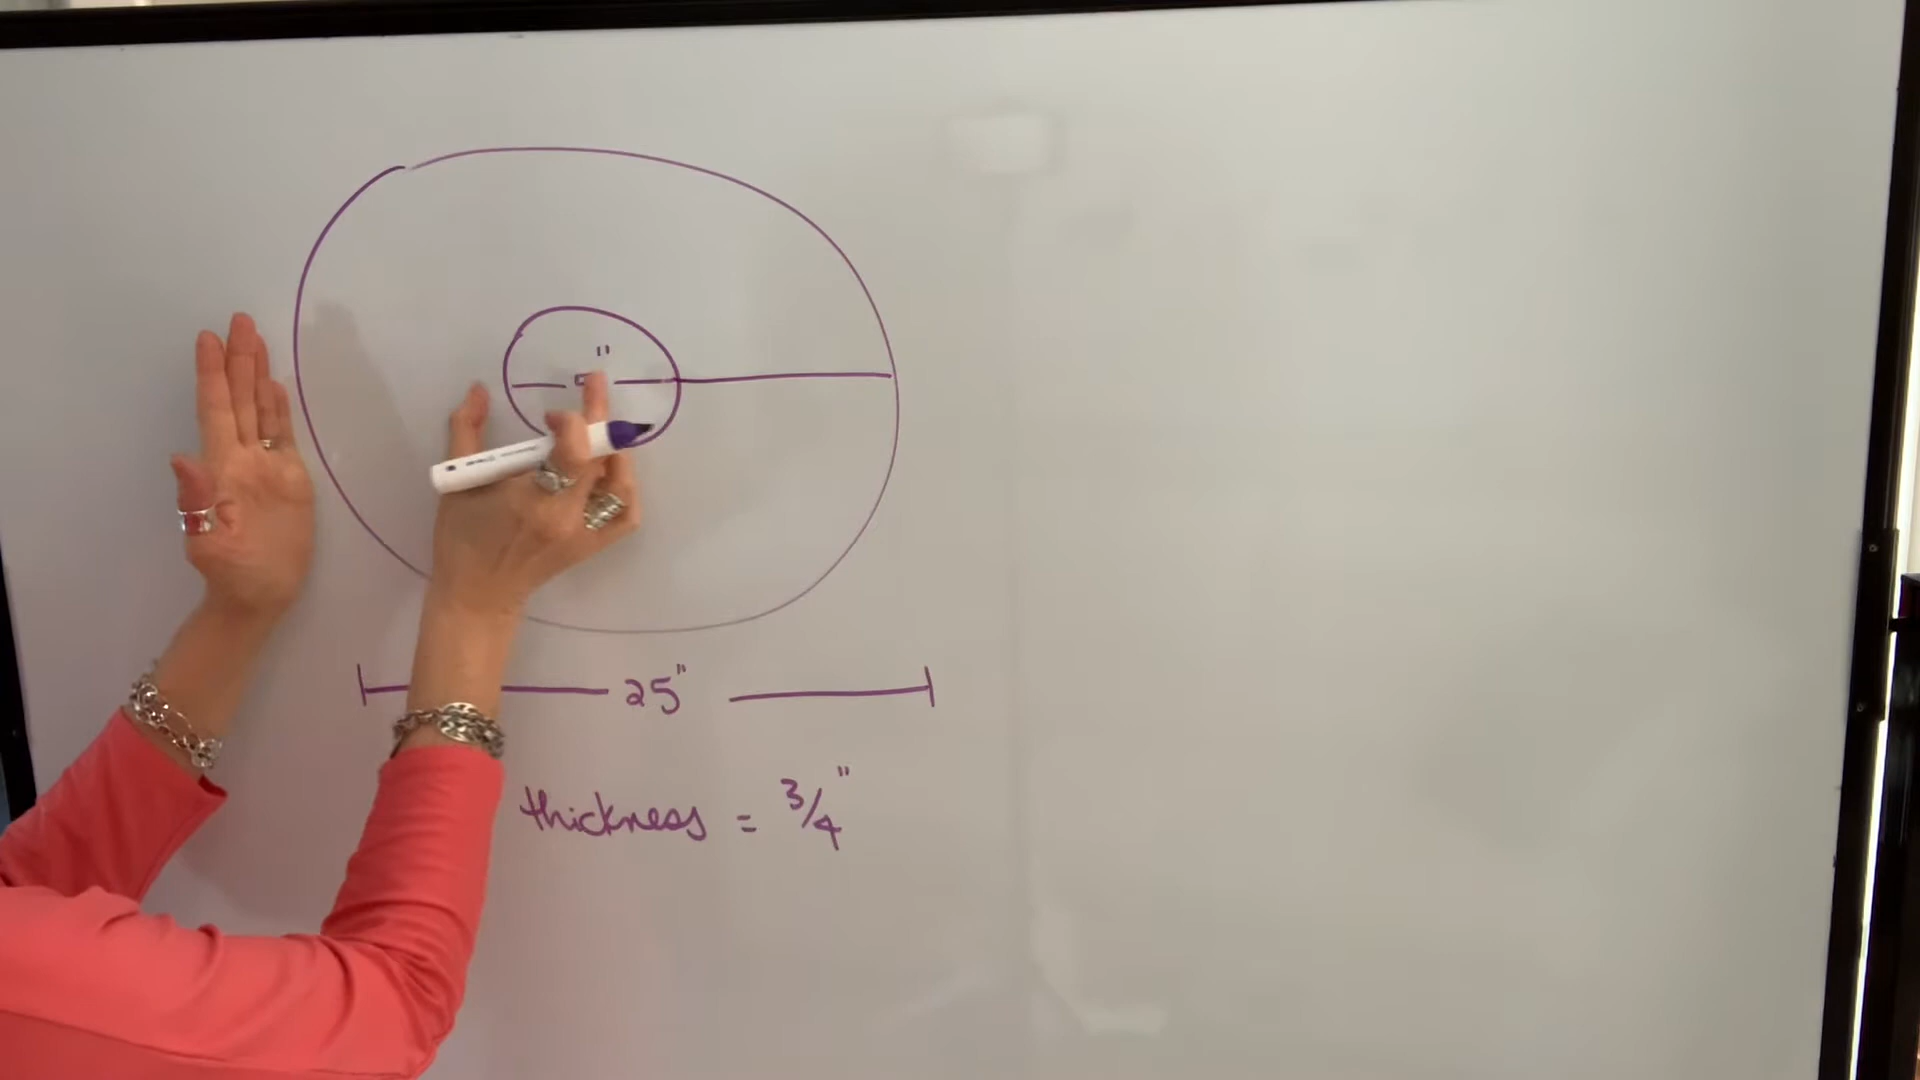 "
25"
thickness = 3/4"